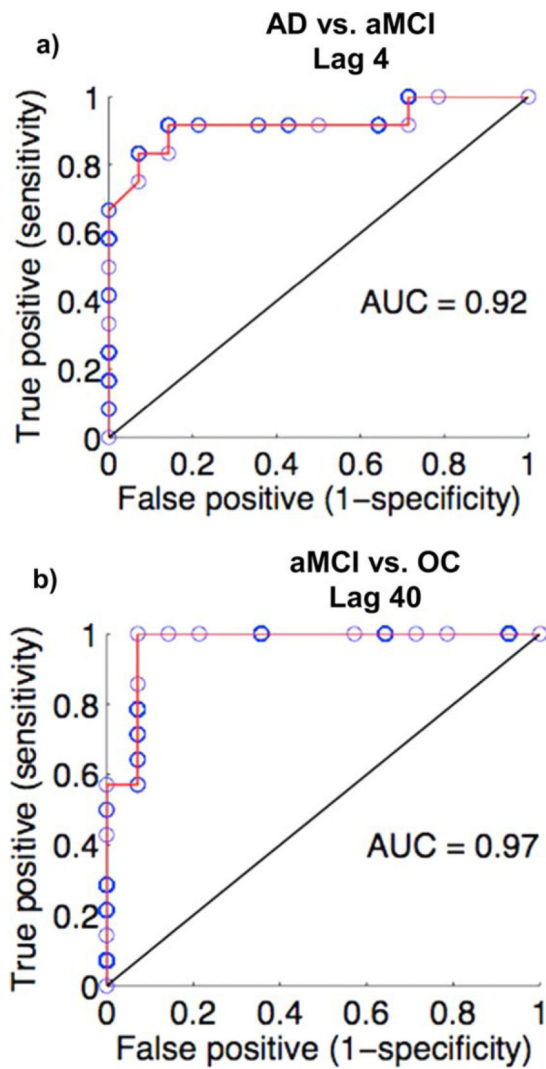 a)
AD vs. aMCI
Lag 4
True positive (sensitivity)
1
0.8
0.6
0.4
0.2
0
AUC = 0.92
0 0.2 0.4 0.6 0.8 1
False positive (1−specificity)
b)
aMCI vs. OC
Lag 40
True positive (sensitivity)
1
0.8
0.6
0.4
0.2
0
AUC = 0.97
0 0.2 0.4 0.6 0.8 1
False positive (1−specificity)